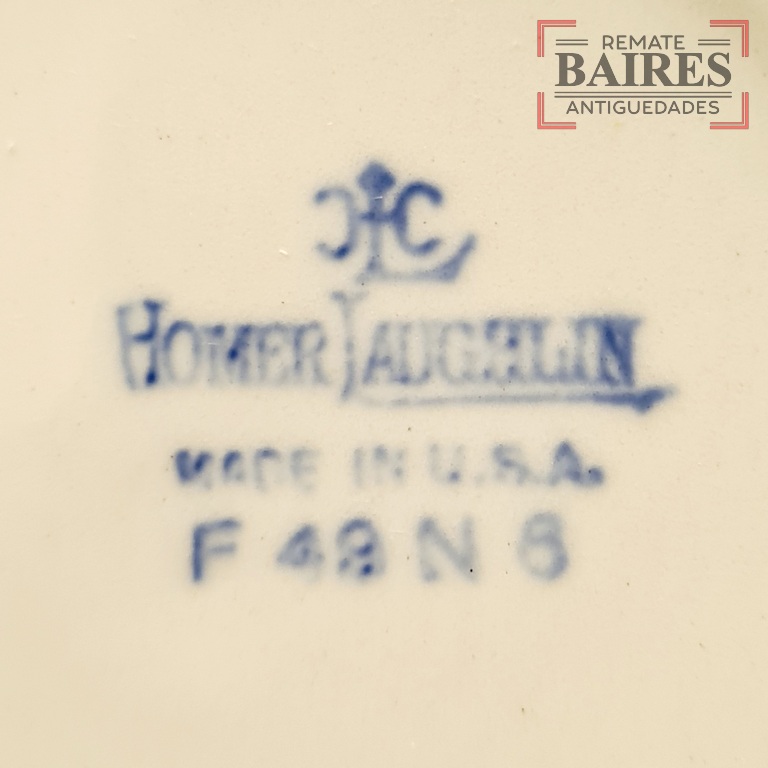 REMATE
BAIRES
ANTIGUEDADES
HLC
HOMER LAUGHLIN
MADE IN U.S.A.
F 49 N 6